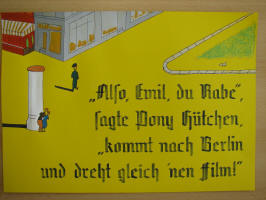 „Also, Emil, du Rabe“,
sagte Pony Hütchen,
„kommt nach Berlin
und dreht gleich 'nen Film!“